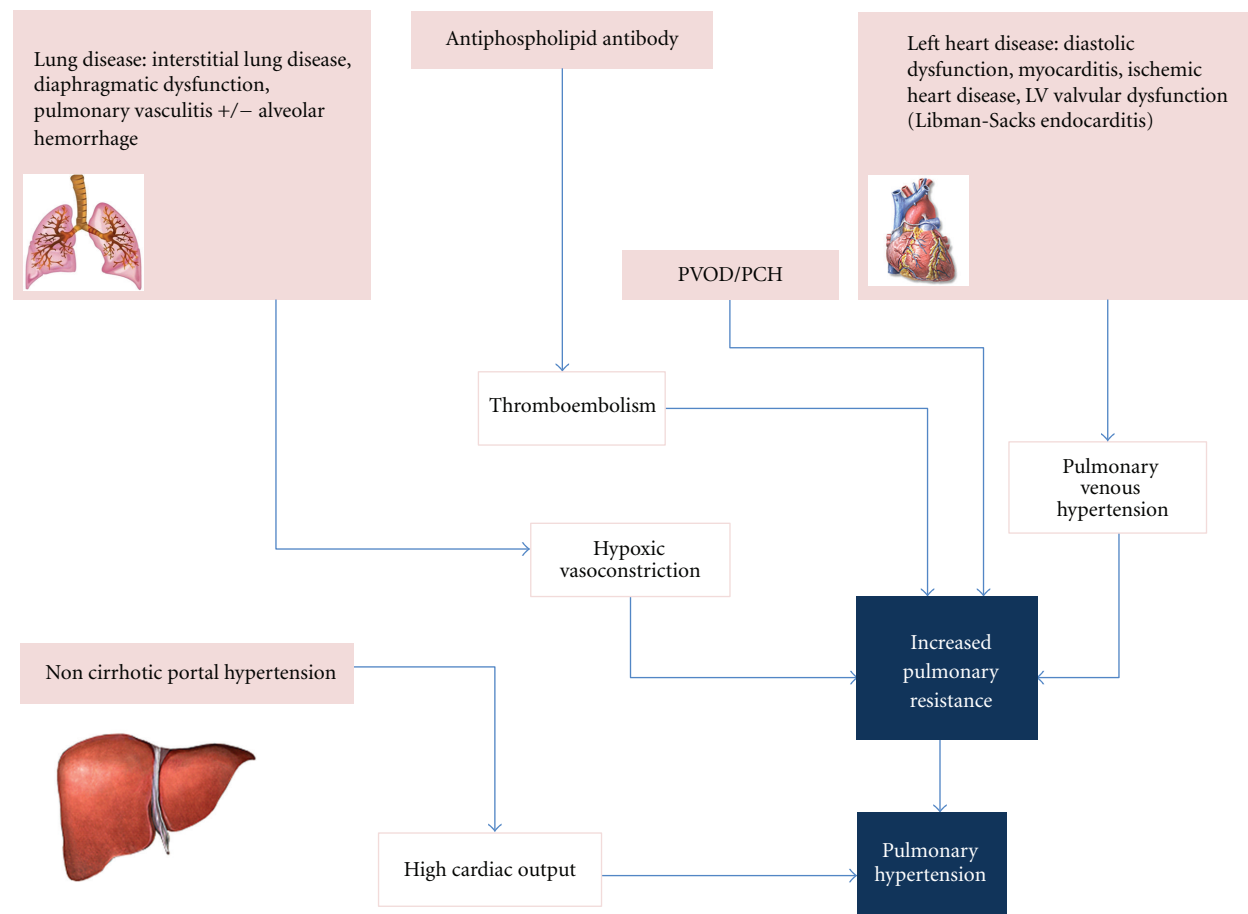 Lung disease: interstitial lung disease,
diaphragmatic dysfunction,
pulmonary vasculitis +/− alveolar
hemorrhage
Antiphospholipid antibody
Left heart disease: diastolic
dysfunction, myocarditis, ischemic
heart disease, LV valvular dysfunction
(Libman-Sacks endocarditis)
PVOD/PCH
Thromboembolism
Pulmonary
venous
hypertension
Hypoxic
vasoconstriction
Increased
pulmonary
resistance
Non cirrhotic portal hypertension
High cardiac output
Pulmonary
hypertension